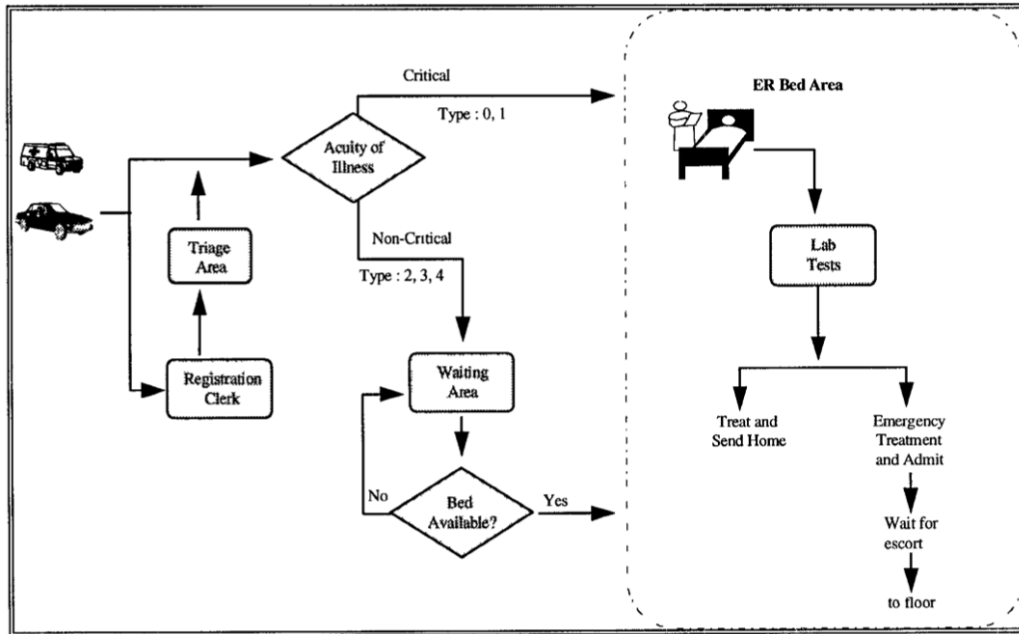 Critical
Type : 0, 1
Acuity of
Illness
Non-Critical
Type : 2, 3, 4
Triage
Area
Registration
Clerk
Waiting
Area
No
Bed
Available?
Yes
ER Bed Area
Lab
Tests
Treat and
Send Home
Emergency
Treatment
and Admit
Wait for
escort
to floor